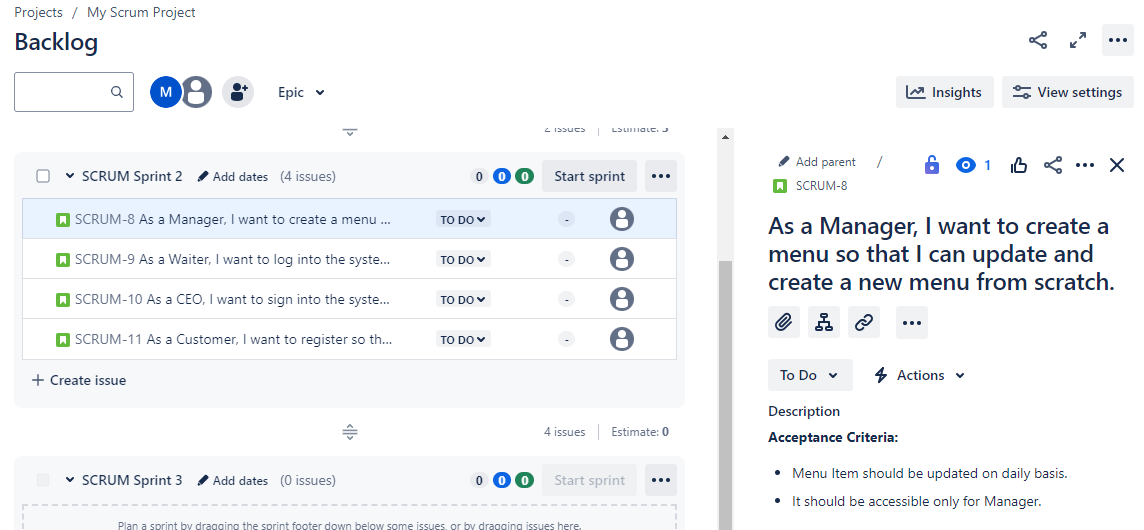 Projects / My Scrum Project
Backlog
M
Epic
Insights
View settings
2 issues Estimate: 3
SCRUM Sprint 2 Add dates (4 issues) 0 0 0 Start sprint
SCRUM-8 As a Manager, I want to create a menu ... TO DO -
SCRUM-9 As a Waiter, I want to log into the syste... TO DO -
SCRUM-10 As a CEO, I want to sign into the syste... TO DO -
SCRUM-11 As a Customer, I want to register so th... TO DO -
+ Create issue
4 issues Estimate: 0
SCRUM Sprint 3 Add dates (0 issues) 0 0 0 Start sprint
Plan a sprint by dragging the sprint footer down below some issues, or by dragging issues here.
Add parent / 1
SCRUM-8
As a Manager, I want to create a
menu so that I can update and
create a new menu from scratch.
To Do Actions
Description
Acceptance Criteria:
• Menu Item should be updated on daily basis.
• It should be accessible only for Manager.